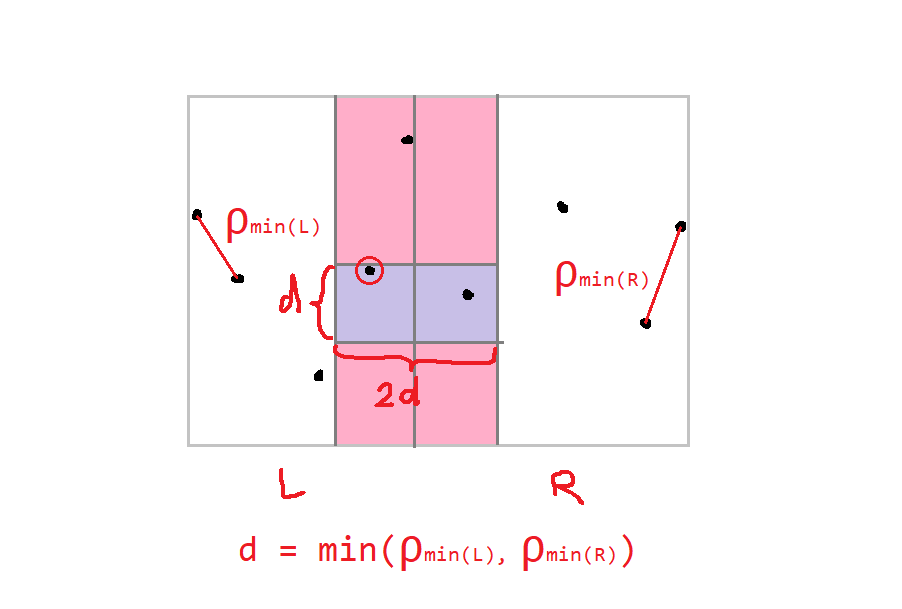 ρmin(L)
ρmin(R)
d
2d
L
R
d = min(ρmin(L), ρmin(R))